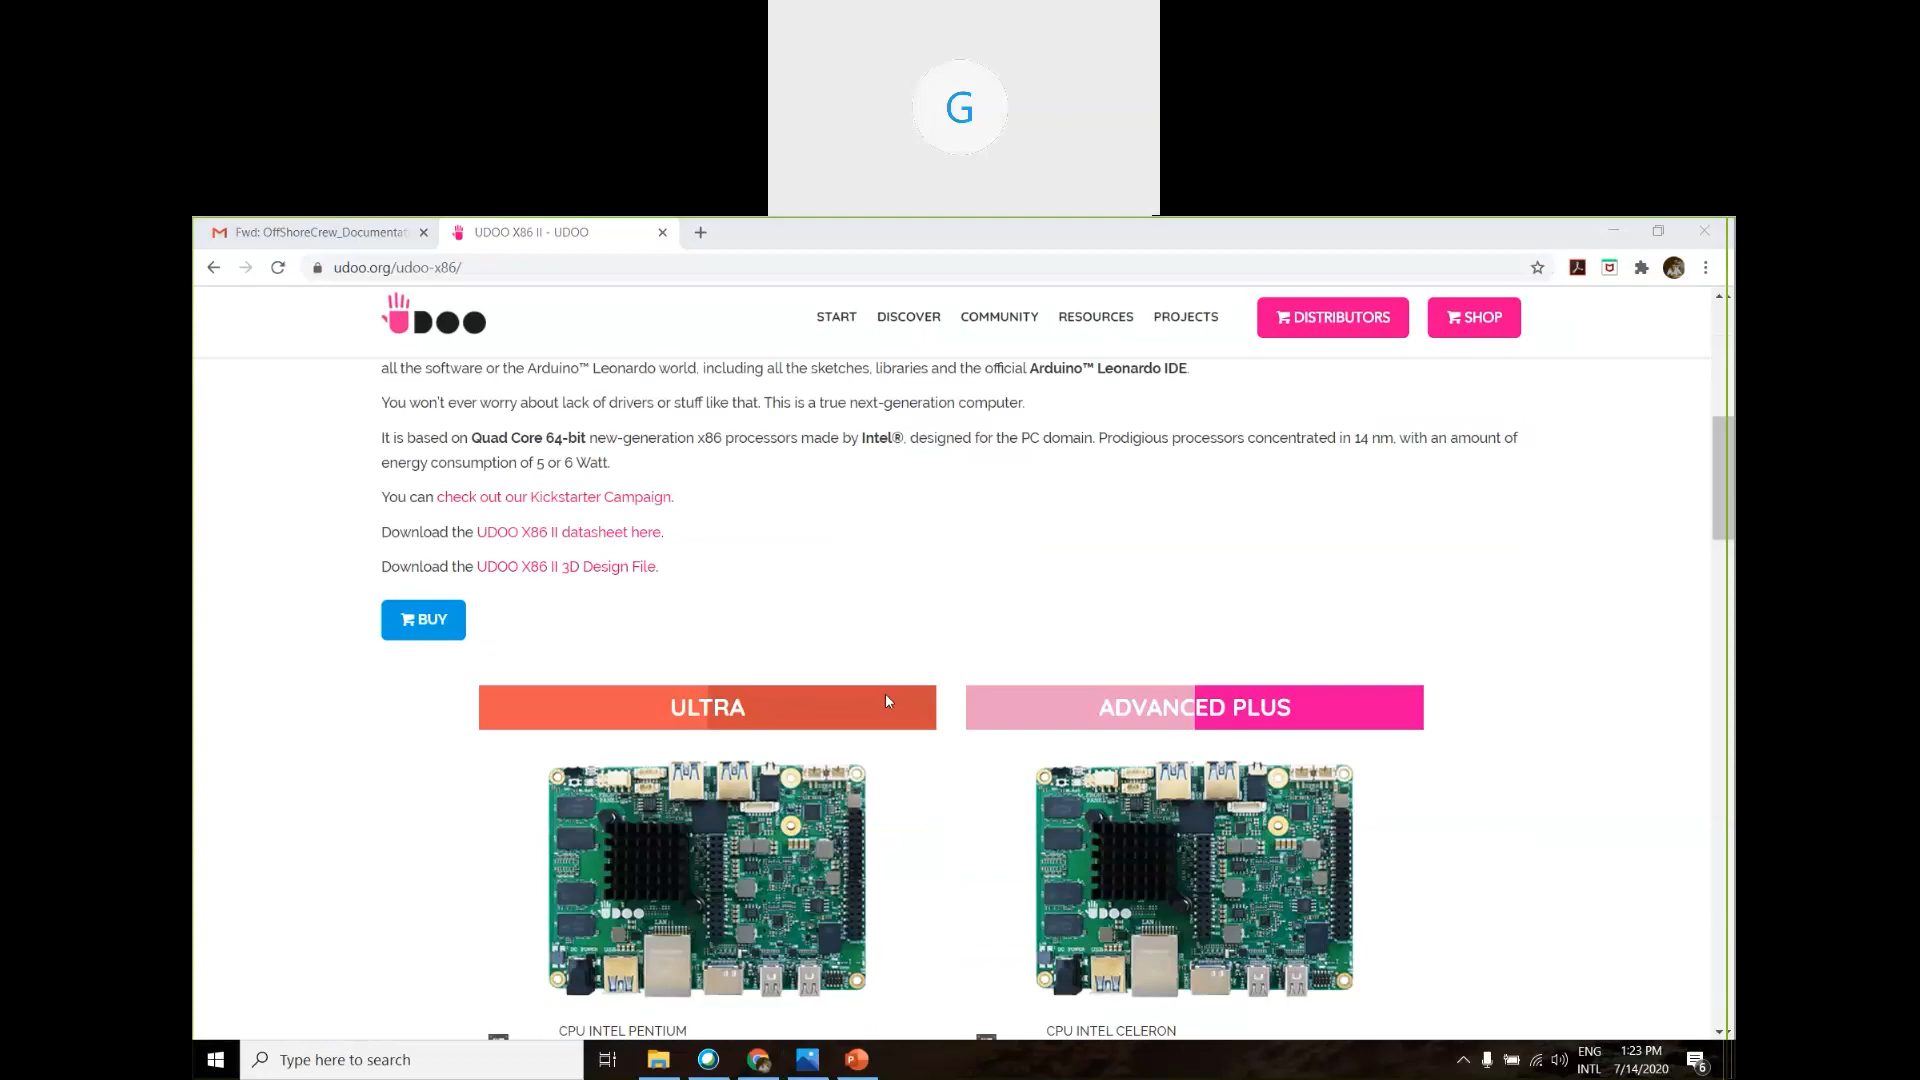 G
Fwd: OffShoreCrew_Documentat
UDOO X86 II - UDOO
udoo.org/udoo-x86/
DOO
START DISCOVER COMMUNITY RESOURCES PROJECTS DISTRIBUTORS SHOP
all the software or the Arduino™ Leonardo world, including all the sketches, libraries and the official Arduino™ Leonardo IDE.
You won't ever worry about lack of drivers or stuff like that. This is a true next-generation computer.
It is based on Quad Core 64-bit new-generation x86 processors made by Intel®, designed for the PC domain. Prodigious processors concentrated in 14 nm, with an amount of
energy consumption of 5 or 6 Watt.
You can check out our Kickstarter Campaign.
Download the UDOO X86 II datasheet here.
Download the UDOO X86 II 3D Design File.
BUY
ULTRA
ADVANCED PLUS
CPU INTEL PENTIUM
CPU INTEL CELERON
Type here to search
ENG
INTL
1:23 PM
7/14/2020
6